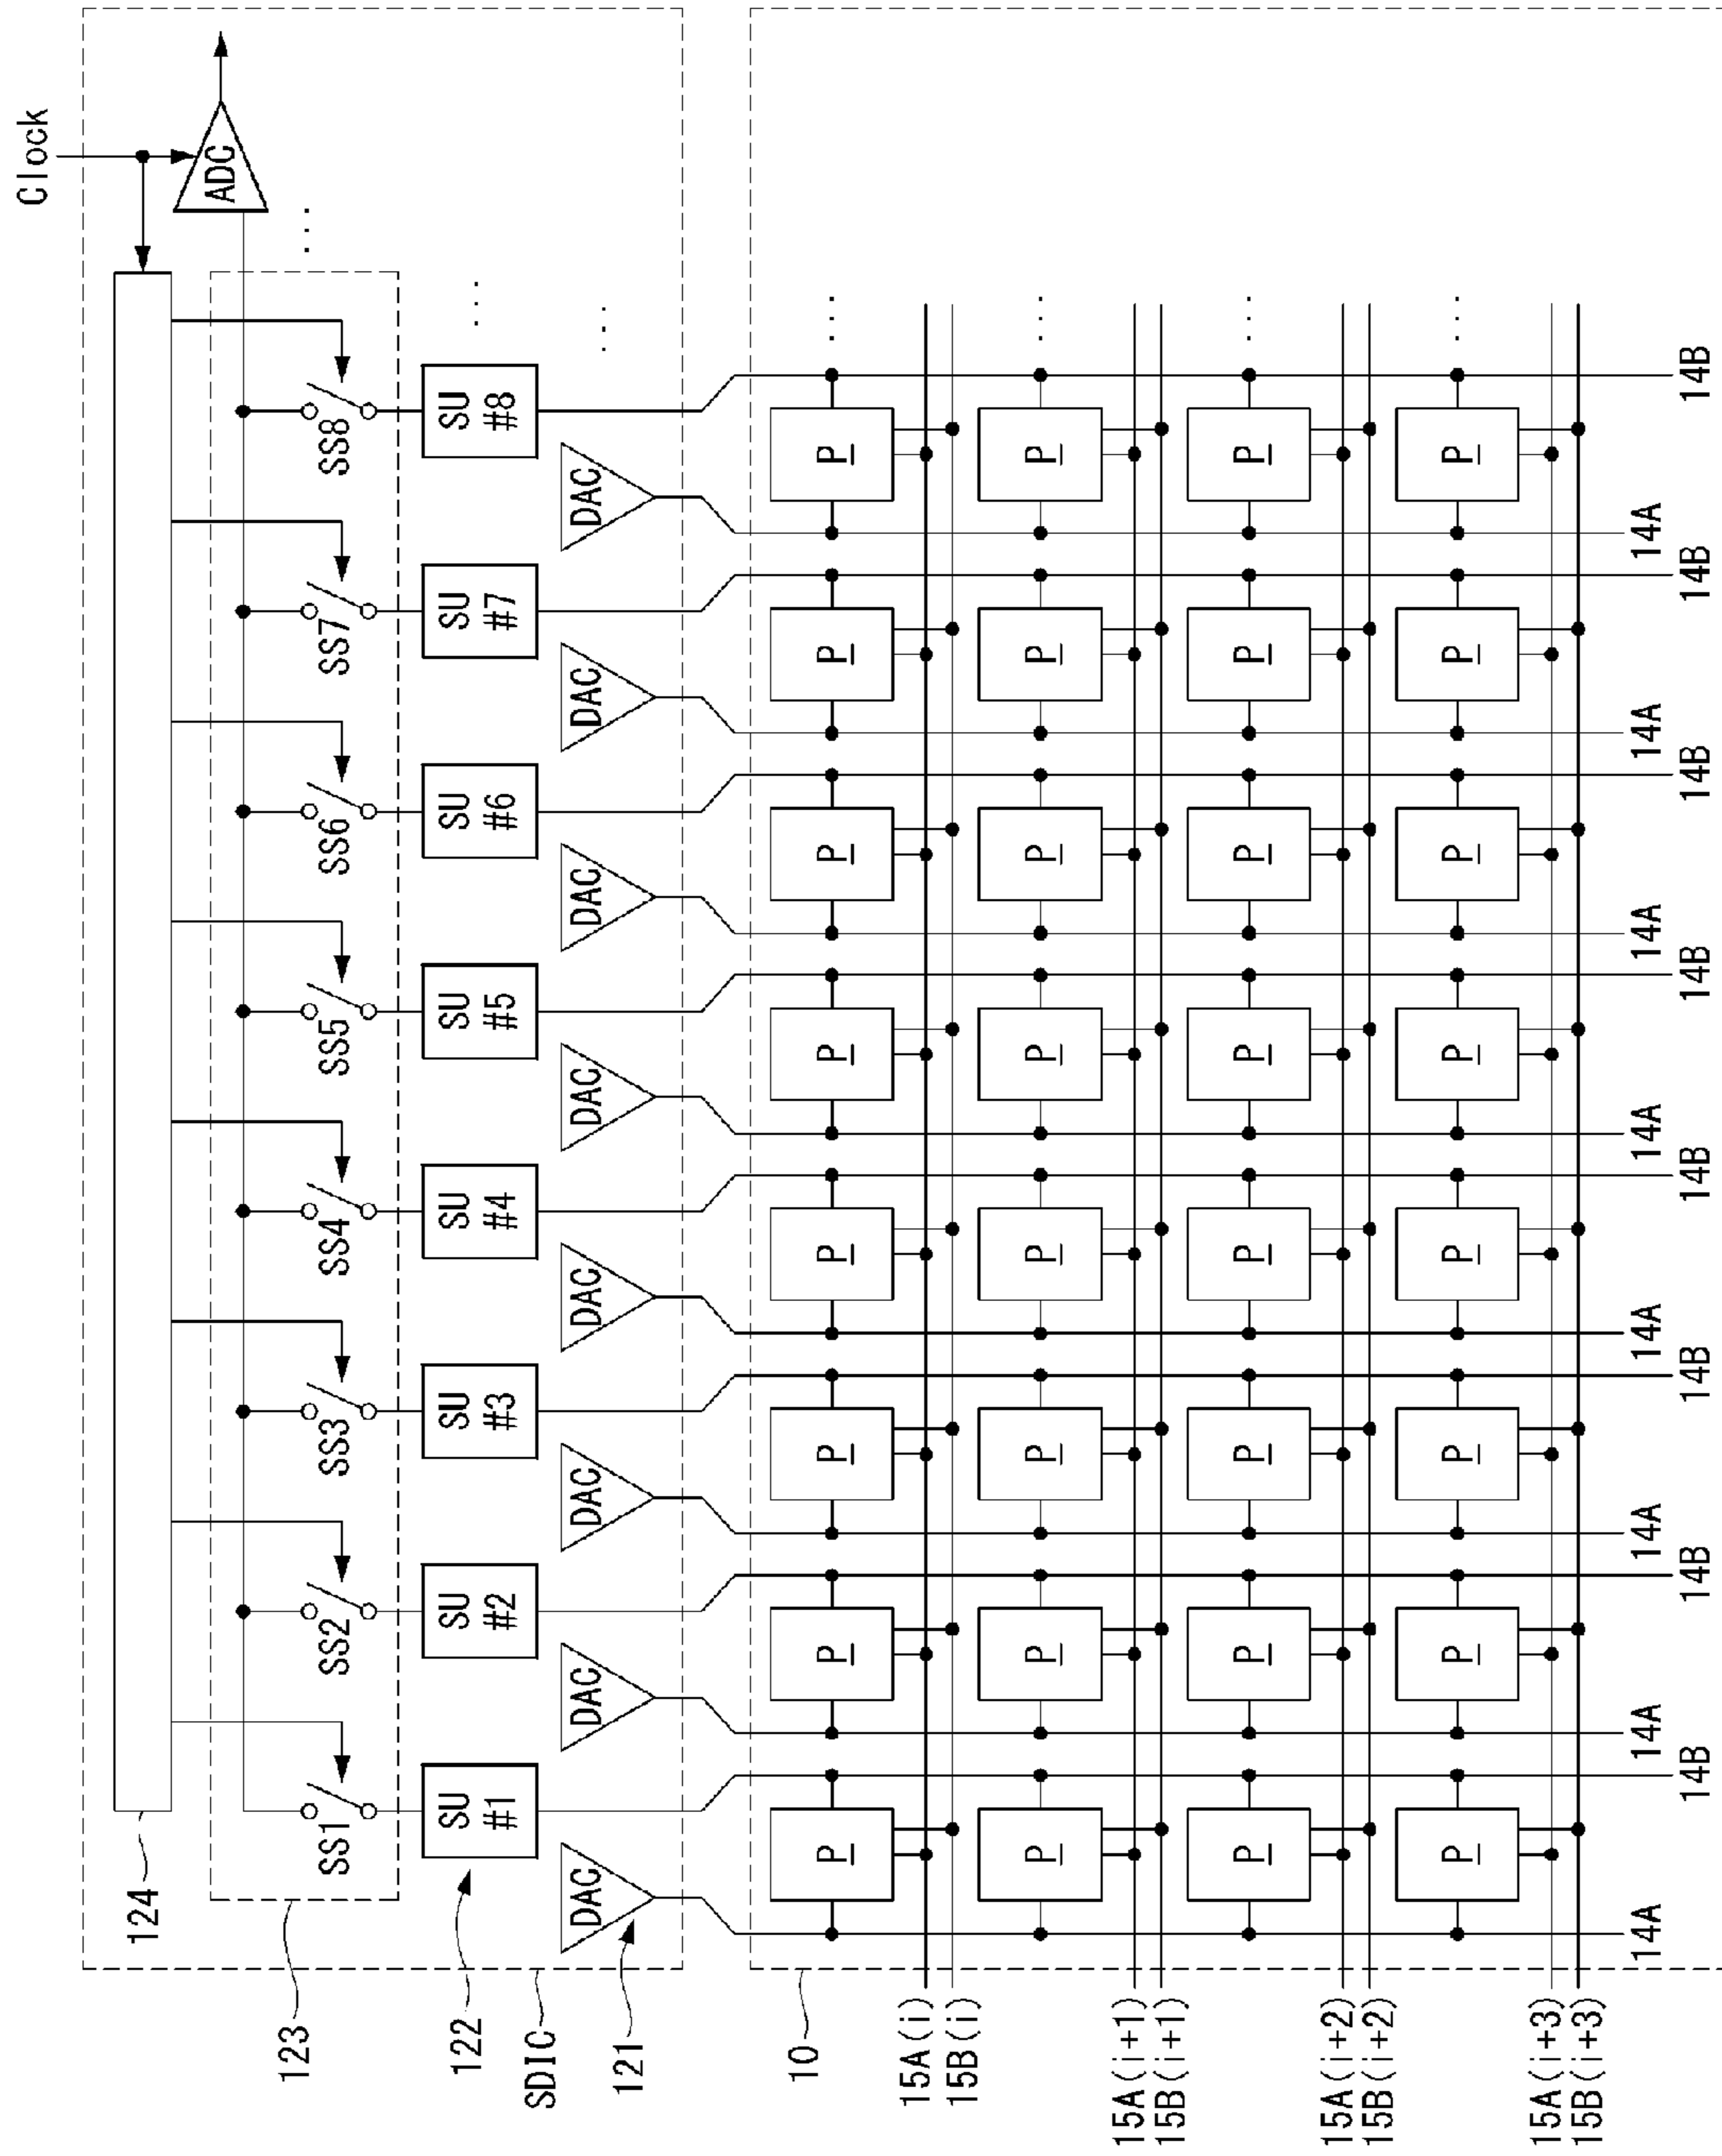 Clock
124
ADC
...
123
SS1 SS2 SS3 SS4 SS5 SS6 SS7 SS8
122
SU #1 SU #2 SU #3 SU #4 SU #5 SU #6 SU #7 SU #8 ...
SDIC
121
DAC DAC DAC DAC DAC DAC DAC DAC ...
10
P P P P P P P P ...
15A(i)
15B(i)
P P P P P P P P ...
15A(i+1)
15B(i+1)
P P P P P P P P ...
15A(i+2)
15B(i+2)
P P P P P P P P ...
15A(i+3)
15B(i+3)
14A 14A 14A 14A 14A 14A 14A 14A
14B 14B 14B 14B 14B 14B 14B 14B